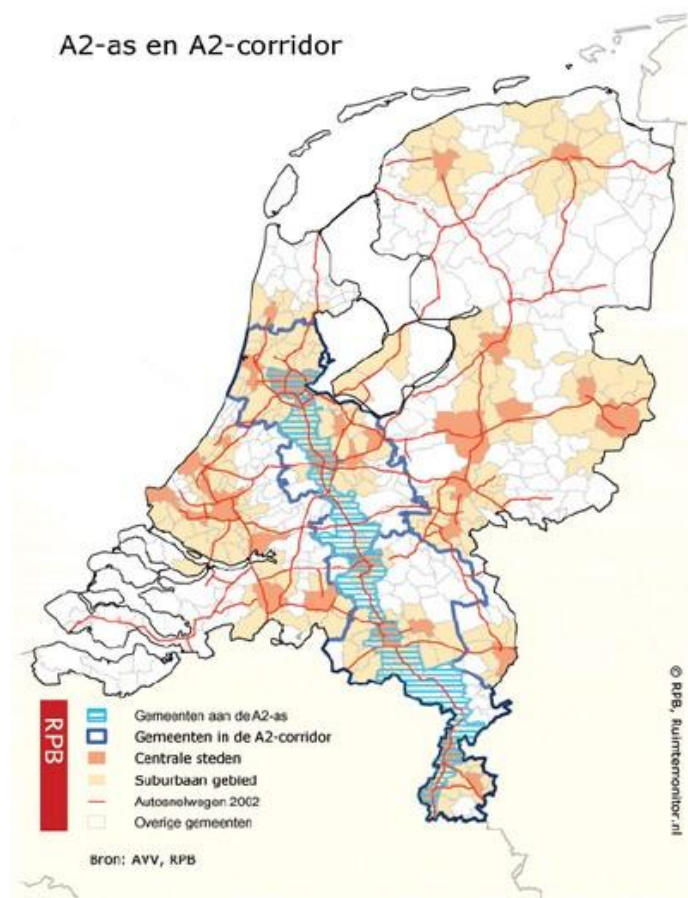 A2-as en A2-corridor
RPB
Gemeenten aan de A2-as
Gemeenten in de A2-corridor
Centrale steden
Suburbaan gebied
Autosnelwegen 2002
Overige gemeenten
Bron: AVV, RPB
© RPB, Ruimtemonitor.nl